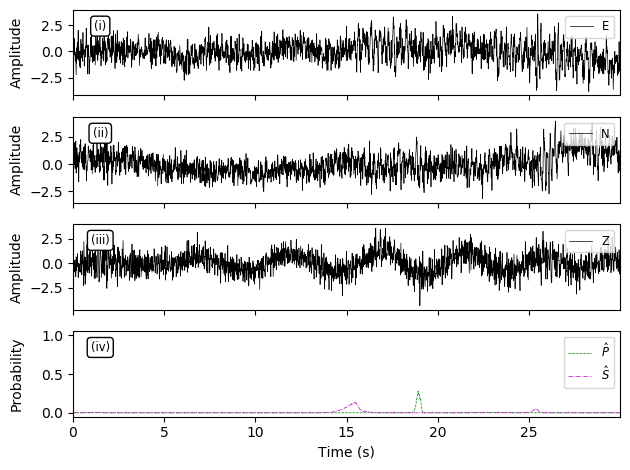 (i)
E
Amplitude
2.5
0.0
−2.5
(ii)
N
Amplitude
2.5
0.0
−2.5
(iii)
Z
Amplitude
2.5
0.0
−2.5
(iv)
P̂
Ŝ
Probability
1.0
0.5
0.0
0 5 10 15 20 25
Time (s)